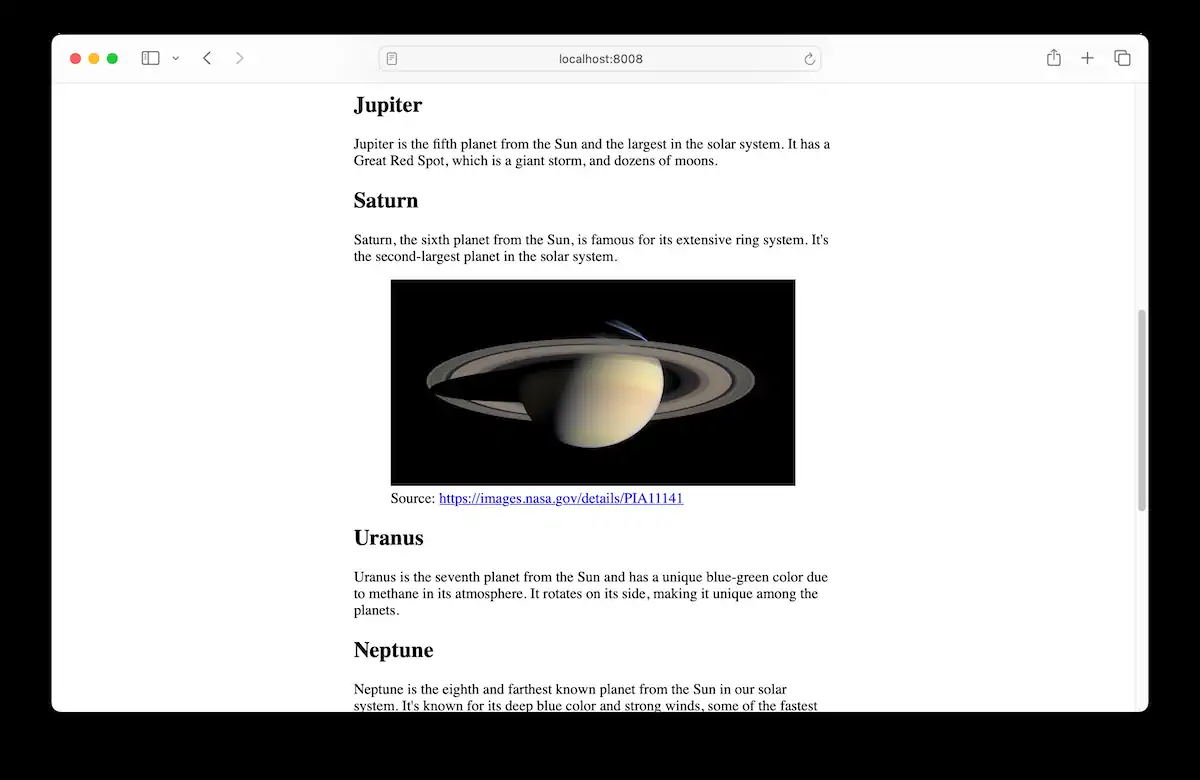 localhost:8008
Jupiter
Jupiter is the fifth planet from the Sun and the largest in the solar system. It has a
Great Red Spot, which is a giant storm, and dozens of moons.
Saturn
Saturn, the sixth planet from the Sun, is famous for its extensive ring system. It's
the second-largest planet in the solar system.
Source: https://images.nasa.gov/details/PIA11141
Uranus
Uranus is the seventh planet from the Sun and has a unique blue-green color due
to methane in its atmosphere. It rotates on its side, making it unique among the
planets.
Neptune
Neptune is the eighth and farthest known planet from the Sun in our solar
system. It's known for its deep blue color and strong winds, some of the fastest